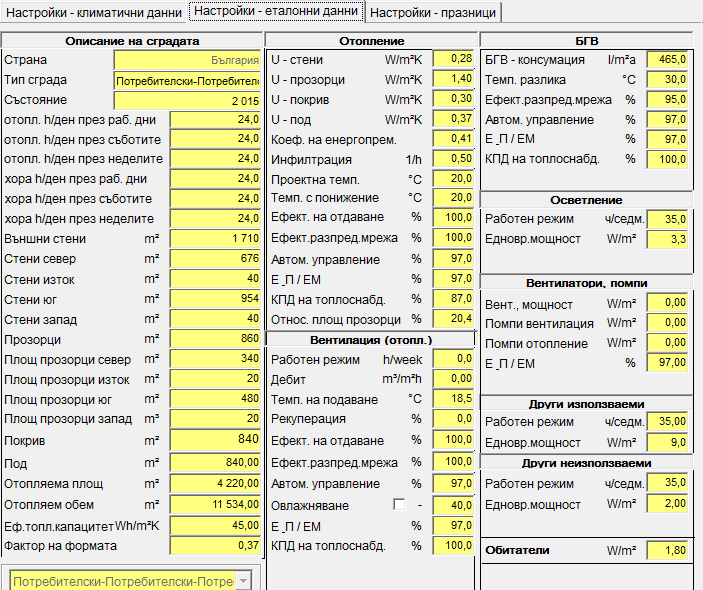 Настройки - климатични данни
Настройки - еталонни данни
Настройки - празници
Описание на сградата
Страна България
Тип сграда Потребителски-Потребителс
Състояние 2 015
отопл. h/ден през раб. дни 24,0
отопл. h/ден през съботите 24,0
отопл. h/ден през неделите 24,0
хора h/ден през раб. дни 24,0
хора h/ден през съботите 24,0
хора h/ден през неделите 24,0
Външни стени m² 1 710
Стени север m² 676
Стени изток m² 40
Стени юг m² 954
Стени запад m² 40
Прозорци m² 860
Площ прозорци север m² 340
Площ прозорци изток m² 20
Площ прозорци юг m² 480
Площ прозорци запад m³ 20
Покрив m² 840
Под m² 840,00
Отопляема площ m² 4 220,00
Отопляем обем m² 11 534,00
Еф.топл.капацитет Wh/m²K 45,00
Фактор на формата 0,37
Потребителски-Потребителски-Потре
Отопление
U - стени W/m²K 0,28
U - прозорци W/m²K 1,40
U - покрив W/m²K 0,30
U - под W/m²K 0,37
Коеф. на енергопрем. 0,41
Инфилтрация 1/h 0,50
Проектна темп. °C 20,0
Темп. с понижение °C 20,0
Ефект. на отдаване % 100,0
Ефект.разпред.мрежа % 100,0
Автом. управление % 97,0
Е_П / ЕМ % 97,0
КПД на топлоснабд. % 87,0
Относ. площ прозорци % 20,4
Вентилация (отопл.)
Работен режим h/week 0,0
Дебит m³/m²h 0,00
Темп. на подаване °C 18,5
Рекуперация % 0,0
Ефект. на отдаване % 100,0
Ефект.разпред.мрежа % 100,0
Автом. управление % 97,0
Овлажняване - 40,0
Е_П / ЕМ % 97,0
КПД на топлоснабд. % 100,0
БГВ
БГВ - консумация l/m²a 465,0
Темп. разлика °C 30,0
Ефект.разпред.мрежа % 95,0
Автом. управление % 97,0
Е_П / ЕМ % 97,0
КПД на топлоснабд. % 100,0
Осветление
Работен режим ч/седм. 35,0
Едновр.мощност W/m² 3,3
Вентилатори, помпи
Вент., мощност W/m² 0,00
Помпи вентилация W/m² 0,00
Помпи отопление W/m² 0,00
Е_П / ЕМ % 97,00
Други използваеми
Работен режим ч/седм. 35,00
Едновр.мощност W/m² 9,0
Други неизползваеми
Работен режим ч/седм. 35,0
Едновр.мощност W/m² 2,00
Обитатели W/m² 1,80